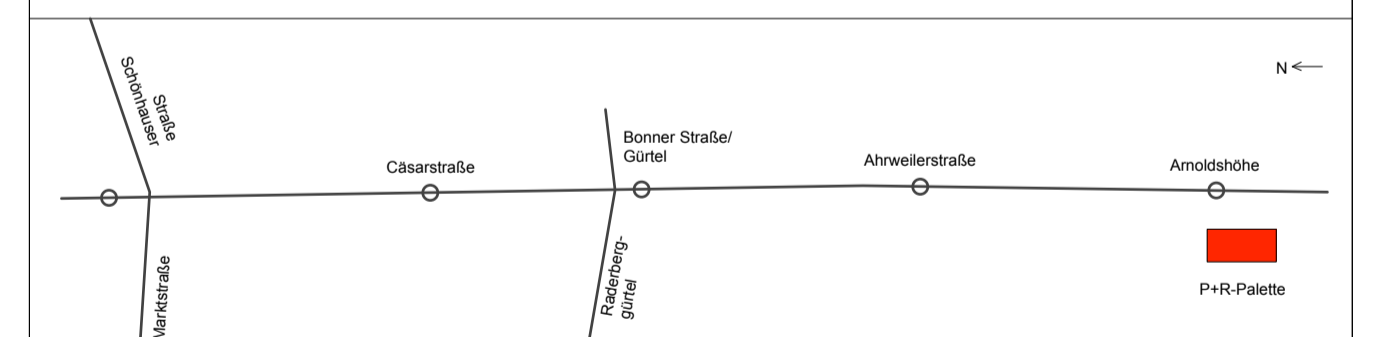 Schönhauser
Straße
N
Cäsarstraße
Bonner Straße/
Gürtel
Ahrweilerstraße
Arnoldshöhe
Marktstraße
Raderberg-
gürtel
P+R-Palette